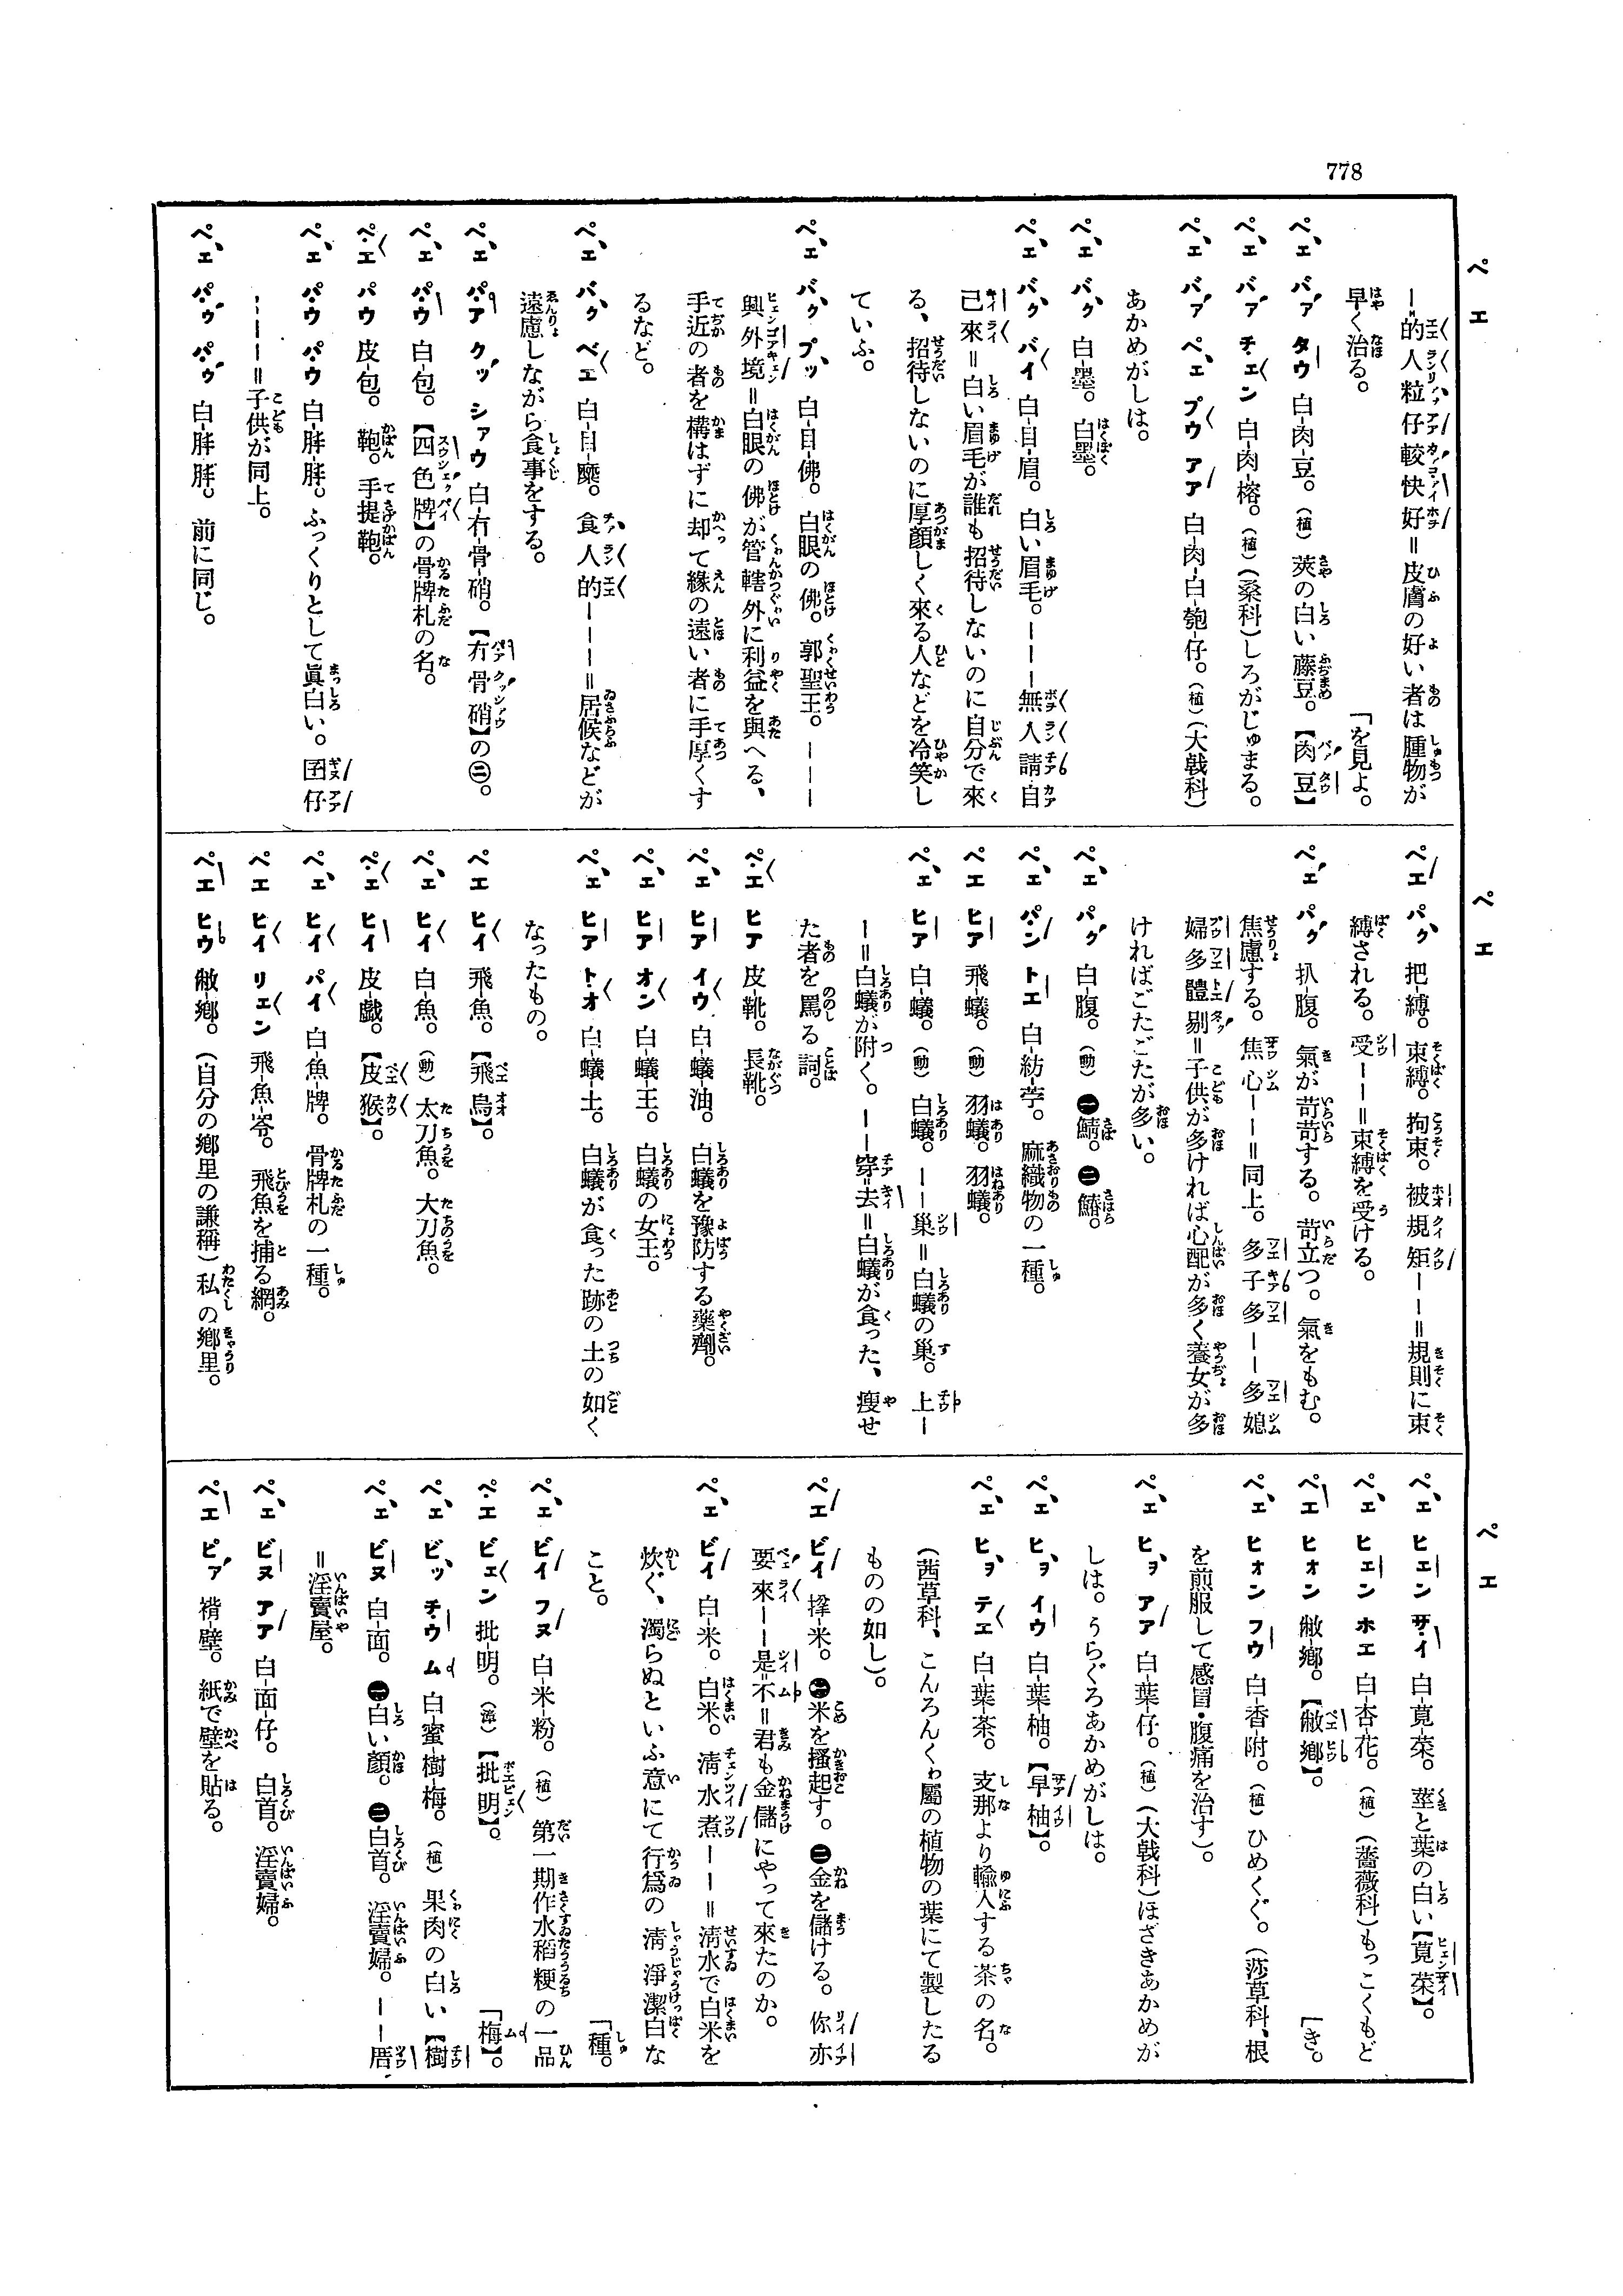 778
ペエ
ー的人粒仔較快好＝皮膚の好い者は腫物が
早く治る。
ペエ バァ タウ 白-肉-豆。（植）莢の白い藤豆。【肉豆】
「を見よ。
ペエ バァ チェン 白-肉-榕。（植）（桑科）しろがじゅまる。
ペエ バァ ペエ プウ アア 白-肉-白-匏-仔。（植）（大戟科）
あかめがしは。
ペエ バク 白-墨。白墨。
ペエ バク バイ 白-目-眉。白い眉毛。ーーー無人請自
己來＝白い眉毛が誰も招待しないのに自分で來
る、招待しないのに厚顔しく來る人などを冷笑し
ていふ。
ペエ バク プッ 白-目-佛。白眼の佛。郭聖王。ーーー
興外境＝白眼の佛が管轄外に利益を與へる、
手近の者を構はずに却て緣の遠い者に手厚くす
るなど。
ペエ バク ベエ 白-目-䆀。食人的ーーー＝居候などが
遠慮しながら食事をする。
ペエ パア クッ シァウ 白-冇-骨-硝。【冇骨硝】の㊁。
ペエ パウ 白-包。【四色牌】の骨牌札の名。
ペエ パウ 皮-包。鞄。手提鞄。
ペエ パウ パウ 白-胖-胖。ふっくりとして眞白い。囝仔
ーーー＝子供が同上。
ペエ パウ パウ 白-胖-胖。前に同じ。
ペエ
ペエ パク 把-縛。束縛。拘束。被規矩ーー＝規則に束
縛される。受ーー＝束縛を受ける。
ペエ パク 扒-腹。氣が苛苛する。苛立つ。氣をもむ。
焦慮する。焦心ーー＝同上。多子多ーー多媳
婦多體剔＝子供が多ければ心配が多く養女が多
ければごたごたが多い。
ペエ パク 白-腹。（動）㊀鯖。㊁鰆。
ペエ パン トエ 白-紡-苧。麻織物の一種。
ペエ ヒア 飛-蟻。（動）羽蟻。羽蟻。
ペエ ヒア 白-蟻。（動）白蟻。ーー巢＝白蟻の巢。上ー
ー＝白蟻が附く。ーー穿=去＝白蟻が食った、瘦せ
た者を罵る詞。
ペエ ヒア 皮-靴。長靴。
ペエ ヒア イウ 白-蟻-油。白蟻を豫防する藥劑。
ペエ ヒア オン 白-蟻-王。白蟻の女王。
ペエ ヒア トオ 白-蟻-土。白蟻が食った跡の土の如く
なったもの。
ペエ ヒイ 飛-魚。【飛烏】。
ペエ ヒイ 白-魚。（動）太刀魚。大刀魚。
ペエ ヒイ 皮-戲。【皮猴】。
ペエ ヒイ パイ 白-魚-牌。骨牌札の一種。
ペエ ヒイ リェン 飛-魚-筌。飛魚を捕る網。
ペエ ヒウ 敝-鄕。（自分の鄕里の謙稱）私の鄕里。
ペエ
ペエ ヒェン サイ 白-莧-菜。莖と葉の白い【莧菜】。
ペエ ヒェン ホエ 白-杏-花。（植）（薔薇科）もっこくもど
「き。
ペエ ヒォン 敝-鄕。【敝鄕】。
ペエ ヒォン フウ 白-香-附。（植）ひめくぐ。（莎草科、根
を煎服して感冒・腹痛を治す）。
ペエ ヒヲ アア 白-葉-仔。（植）（大戟科）ほざきあかめが
しは。うらぐろあかめがしは。
ペエ ヒヲ イウ 白-葉-柚。【早柚】。
ペエ ヒヲ テエ 白-葉-茶。支那より輸入する茶の名。
（茜草科、こんろんくゎ屬の植物の葉にて製したる
ものの如し）。
ペエ ビイ 擇-米。㊀米を搔起す。㊁金を儲ける。你亦
要來ーー是=不＝君も金儲にやって來たのか。
ペエ ビイ 白-米。白米。淸水煮ーー＝淸水で白米を
炊ぐ、濁らぬといふ意にて行爲の淸淨潔白な
こと。
ペエ ビイ フヌ 白-米-粉。（植）第一期作水稻粳の一品
「種。
ペエ ビェン 批-明。（漳）【批明】。
ペエ ビッ チウ ム 白-蜜-樹-梅。（植）果肉の白い【樹
「梅】。
ペエ ビヌ 白-面。㊀白い顔。㊁白首。淫賣婦。ーー厝
＝淫賣屋。
ペエ ビヌ アア 白-面-仔。白首。淫賣婦。
ペエ ピァ 褙-壁。紙で壁を貼る。